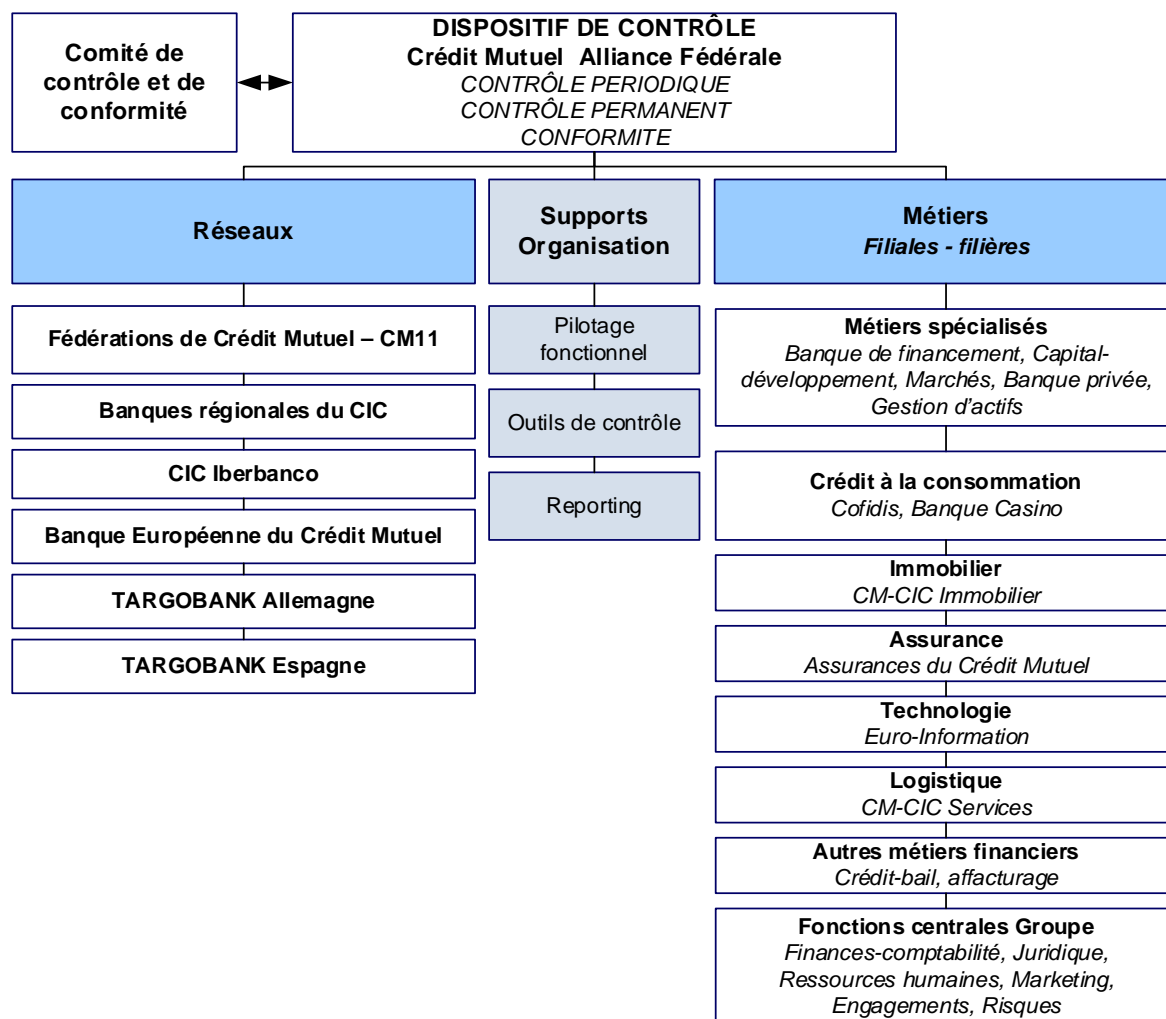 Comité de
contrôle et de
conformité
DISPOSITIF DE CONTRÔLE
Crédit Mutuel Alliance Fédérale
CONTRÔLE PERIODIQUE
CONTRÔLE PERMANENT
CONFORMITE
Réseaux
Fédérations de Crédit Mutuel – CM11
Banques régionales du CIC
CIC Iberbanco
Banque Européenne du Crédit Mutuel
TARGOBANK Allemagne
TARGOBANK Espagne
Supports
Organisation
Pilotage
fonctionnel
Outils de contrôle
Reporting
Métiers
Filiales - filières
Métiers spécialisés
Banque de financement, Capital-
développement, Marchés, Banque privée,
Gestion d'actifs
Crédit à la consommation
Cofidis, Banque Casino
Immobilier
CM-CIC Immobilier
Assurance
Assurances du Crédit Mutuel
Technologie
Euro-Information
Logistique
CM-CIC Services
Autres métiers financiers
Crédit-bail, affacturage
Fonctions centrales Groupe
Finances-comptabilité, Juridique,
Ressources humaines, Marketing,
Engagements, Risques